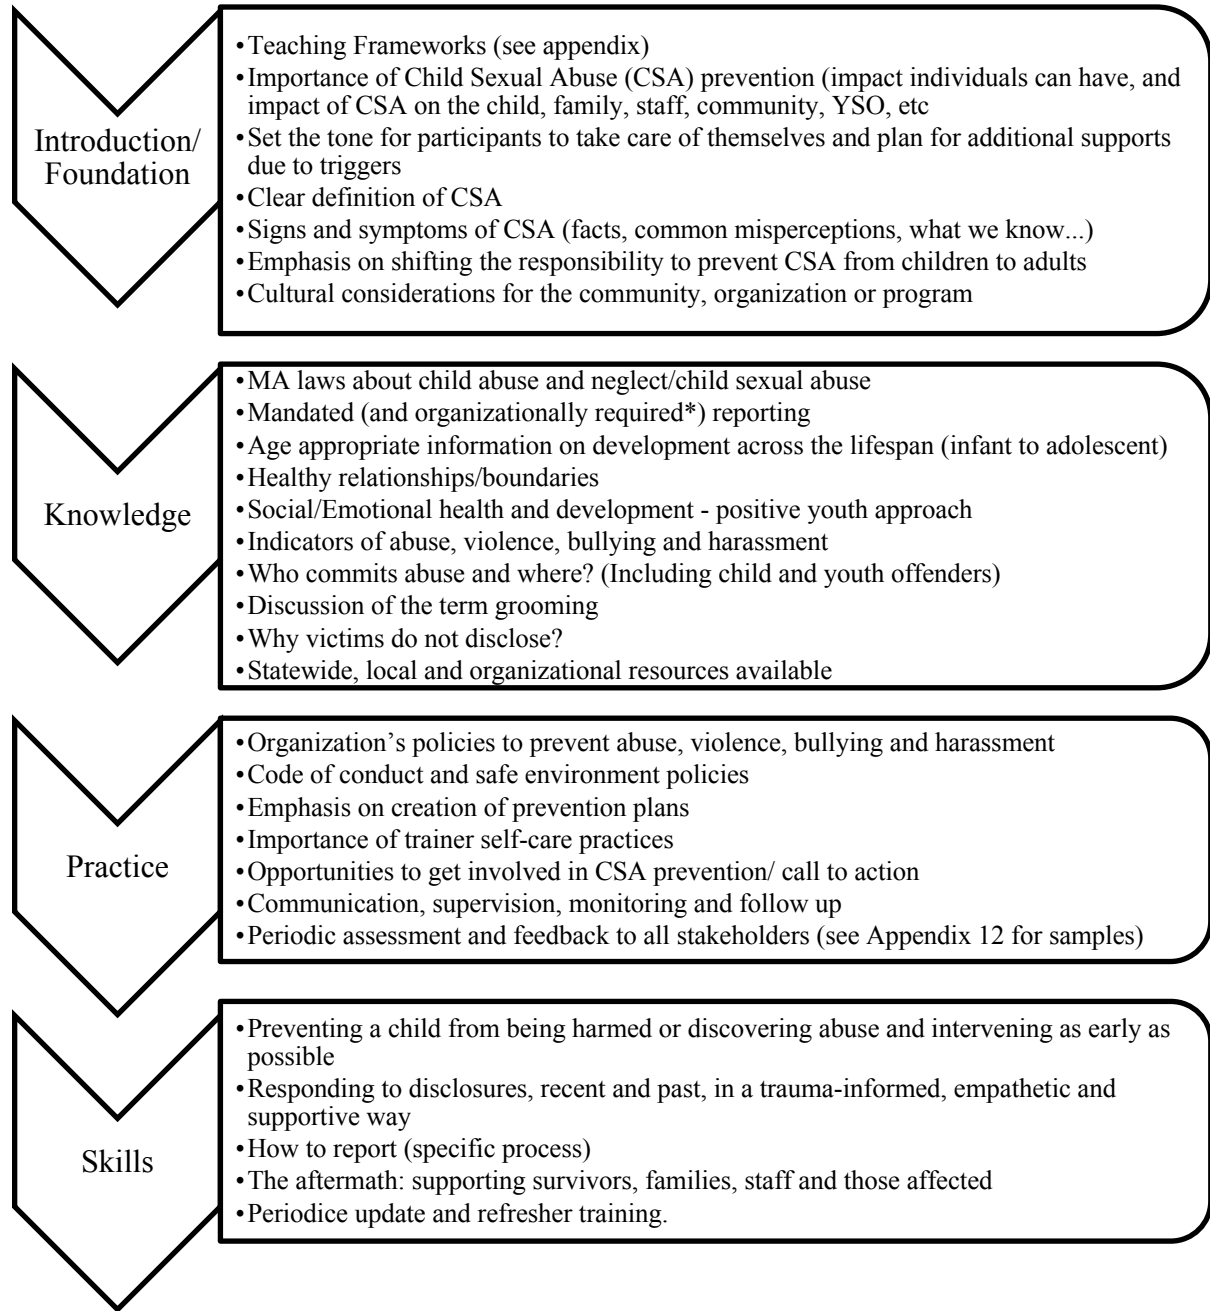 Introduction/
Foundation
•Teaching Frameworks (see appendix)
•Importance of Child Sexual Abuse (CSA) prevention (impact individuals can have, and
impact of CSA on the child, family, staff, community, YSO, etc
•Set the tone for participants to take care of themselves and plan for additional supports
due to triggers
•Clear definition of CSA
•Signs and symptoms of CSA (facts, common misperceptions, what we know...)
•Emphasis on shifting the responsibility to prevent CSA from children to adults
•Cultural considerations for the community, organization or program
Knowledge
•MA laws about child abuse and neglect/child sexual abuse
•Mandated (and organizationally required*) reporting
•Age appropriate information on development across the lifespan (infant to adolescent)
•Healthy relationships/boundaries
•Social/Emotional health and development - positive youth approach
•Indicators of abuse, violence, bullying and harassment
•Who commits abuse and where? (Including child and youth offenders)
•Discussion of the term grooming
•Why victims do not disclose?
•Statewide, local and organizational resources available
Practice
•Organization’s policies to prevent abuse, violence, bullying and harassment
•Code of conduct and safe environment policies
•Emphasis on creation of prevention plans
•Importance of trainer self-care practices
•Opportunities to get involved in CSA prevention/ call to action
•Communication, supervision, monitoring and follow up
•Periodic assessment and feedback to all stakeholders (see Appendix 12 for samples)
Skills
•Preventing a child from being harmed or discovering abuse and intervening as early as
possible
•Responding to disclosures, recent and past, in a trauma-informed, empathetic and
supportive way
•How to report (specific process)
•The aftermath: supporting survivors, families, staff and those affected
•Periodice update and refresher training.